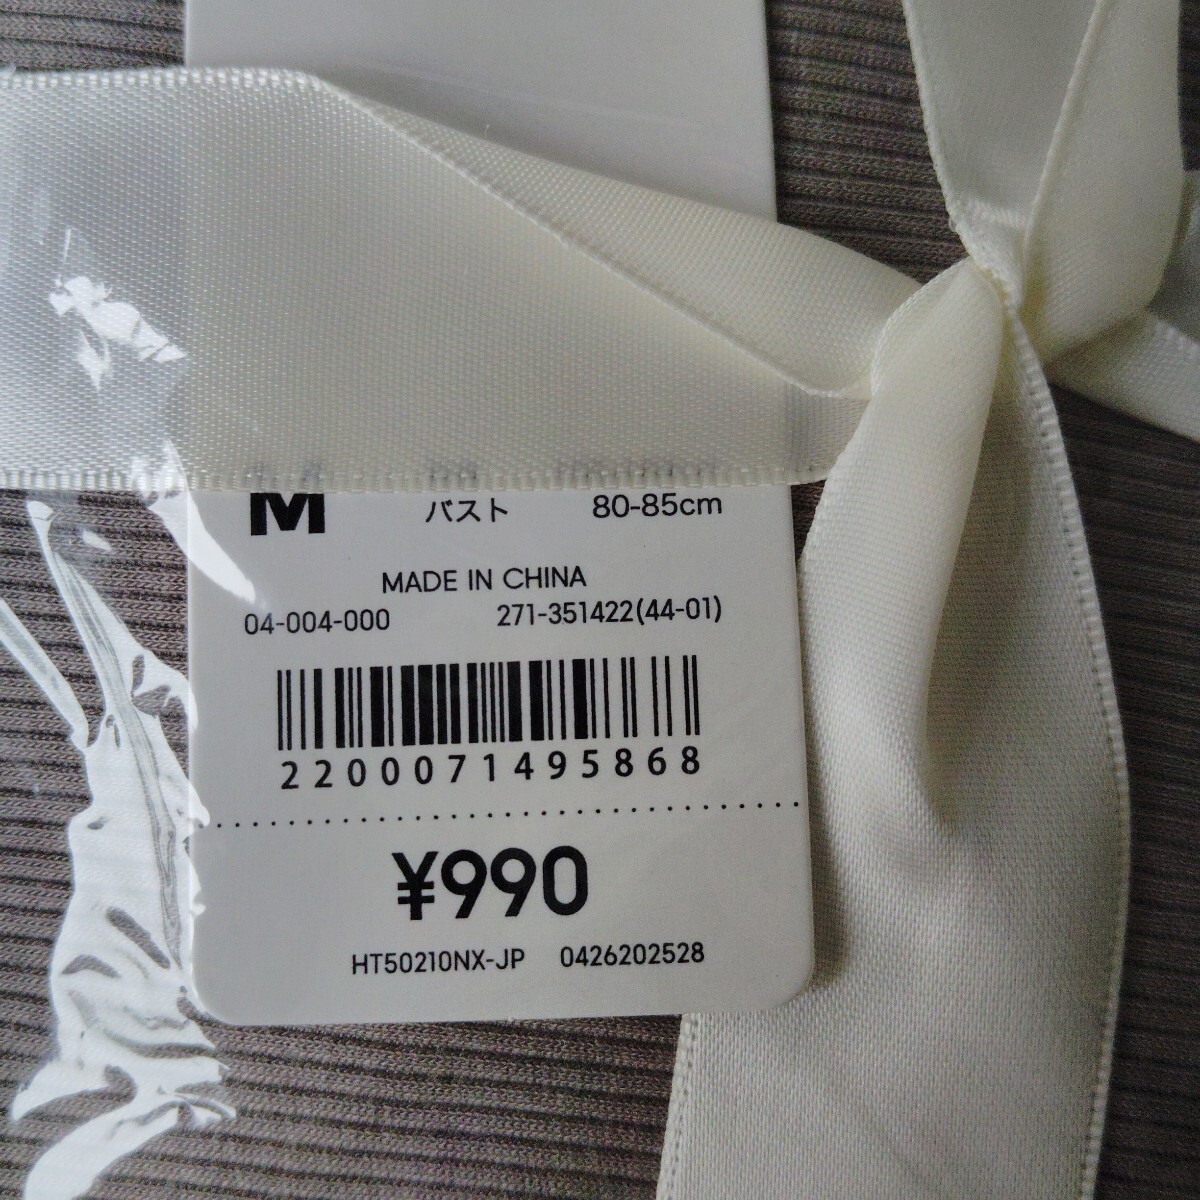 M バスト 80-85cm
MADE IN CHINA
04-004-000 271-351422(44-01)
2200071495868
¥990
HT50210NX-JP 0426202528